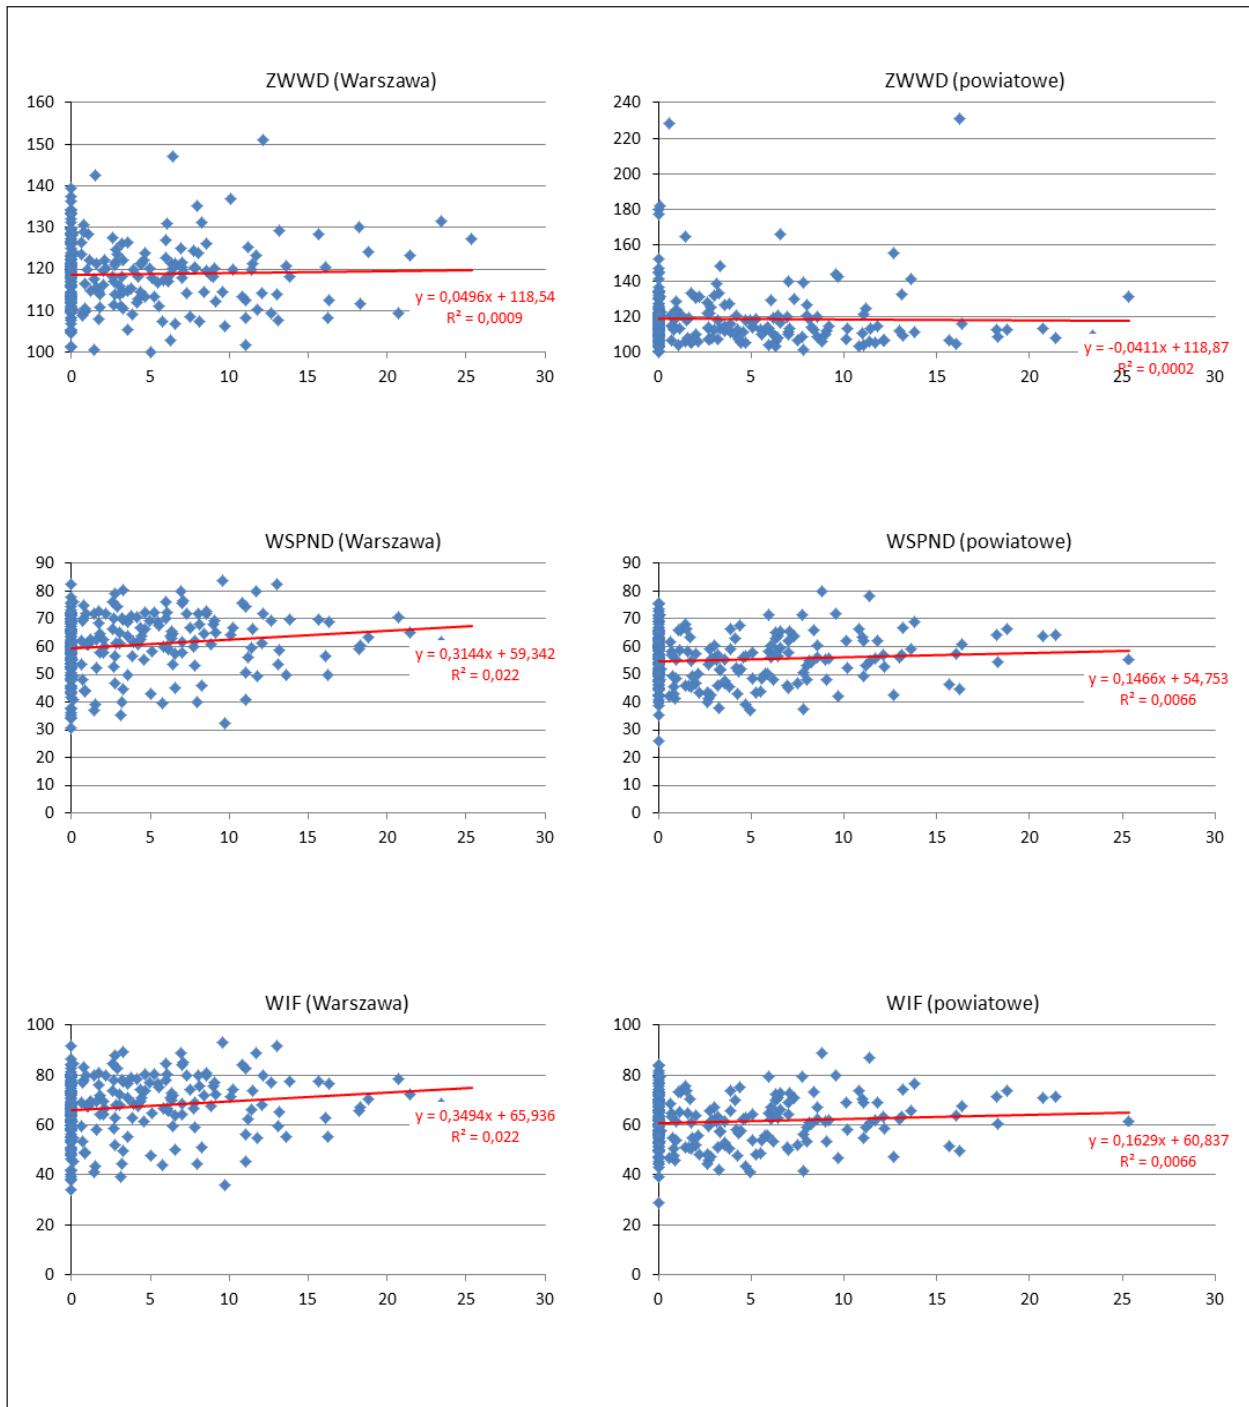 ZWWD (Warszawa)
160
150
140
130
120
110
100
0 5 10 15 20 25 30
y = 0,0496x + 118,54
R² = 0,0009
ZWWD (powiatowe)
240
220
200
180
160
140
120
100
0 5 10 15 20 25 30
y = -0,0411x + 118,87
R² = 0,0002
WSPND (Warszawa)
90
80
70
60
50
40
30
20
10
0
0 5 10 15 20 25 30
y = 0,3144x + 59,342
R² = 0,022
WSPND (powiatowe)
90
80
70
60
50
40
30
20
10
0
0 5 10 15 20 25 30
y = 0,1466x + 54,753
R² = 0,0066
WIF (Warszawa)
100
80
60
40
20
0
0 5 10 15 20 25 30
y = 0,3494x + 65,936
R² = 0,022
WIF (powiatowe)
100
80
60
40
20
0
0 5 10 15 20 25 30
y = 0,1629x + 60,837
R² = 0,0066